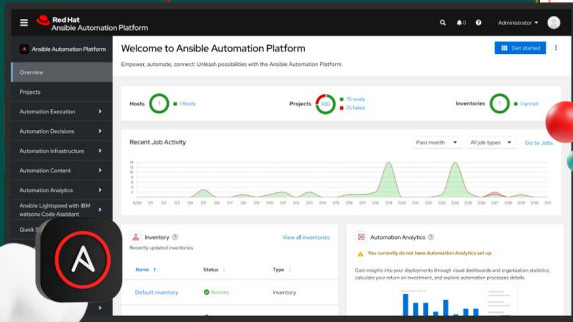 Red Hat
Ansible Automation Platform
0
Administrator
Ansible Automation Platform
Overview
Projects
Automation Execution
Automation Decisions
Automation Infrastructure
Automation Content
Automation Analytics
Ansible Lightspeed with IBM
watsonx Code Assistant
Quick S
Welcome to Ansible Automation Platform
Get started
Empower, automate, connect: Unleash possibilities with the Ansible Automation Platform.
Hosts 1 1 Ready
Projects 100 75 ready
25 failed
Inventories 1 1 synced
Recent Job Activity
Past month All job types Go to Jobs
Inventory View all inventories
Recently updated inventories
Name Status Type
Default inventory Success Inventory
Automation Analytics
You currently do not have Automation Analytics set up.
Gain insights into your deployments through visual dashboards and organization statistics,
calculate your return on investment, and explore automation processes details.